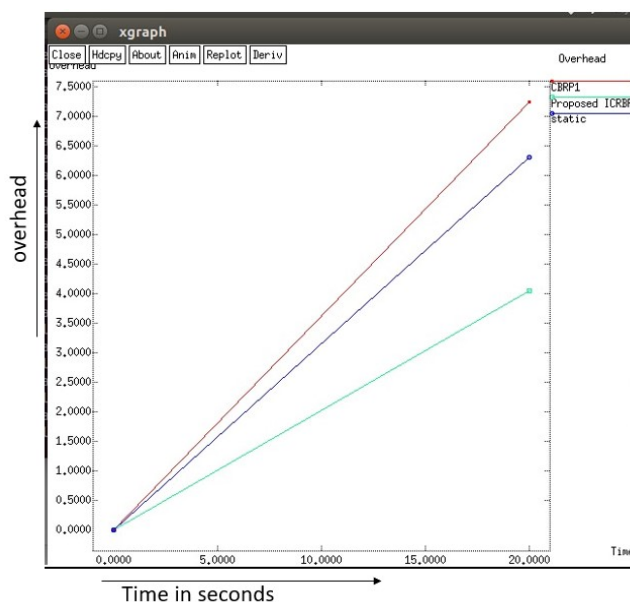 xgraph
Close Hdcpy About Anim Replot Deriv
Overhead
Overhead
7.5000
7.0000
6.5000
6.0000
5.5000
5.0000
4.5000
4.0000
3.5000
3.0000
2.5000
2.0000
1.5000
1.0000
0.5000
0.0000
overhead
CBRP1
Proposed ICRBR
static
0.0000 5.0000 10.0000 15.0000 20.0000
Time in seconds